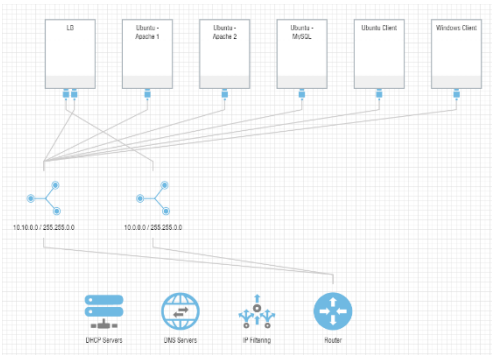 LB
Ubuntu -
Apache 1
Ubuntu -
Apache 2
Ubuntu -
MySQL
Ubuntu Client
Windows Client
10.10.0.0 / 255.255.0.0
10.0.0.0 / 255.255.0.0
DHCP Servers
DNS Servers
IP Filtering
Router